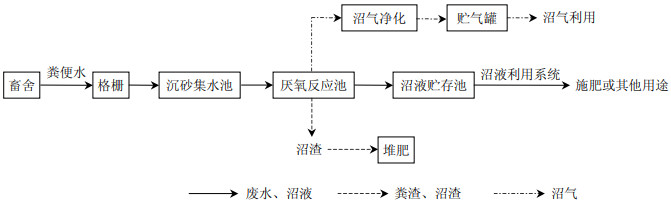 沼气净化 贮气罐 沼气利用
畜舍 粪便水 格栅 沉砂集水池 厌氧反应池 沼液贮存池 沼液利用系统 施肥或其他用途
沼渣 堆肥
废水、沼液 粪渣、沼渣 沼气